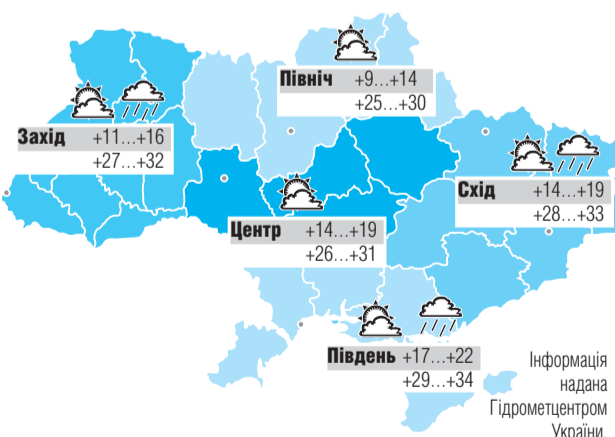 Північ +9...+14
+25...+30
Захід +11...+16
+27...+32
Схід +14...+19
+28...+33
Центр +14...+19
+26...+31
Південь +17...+22
+29...+34
Інформація
надана
Гідрометцентром
України.